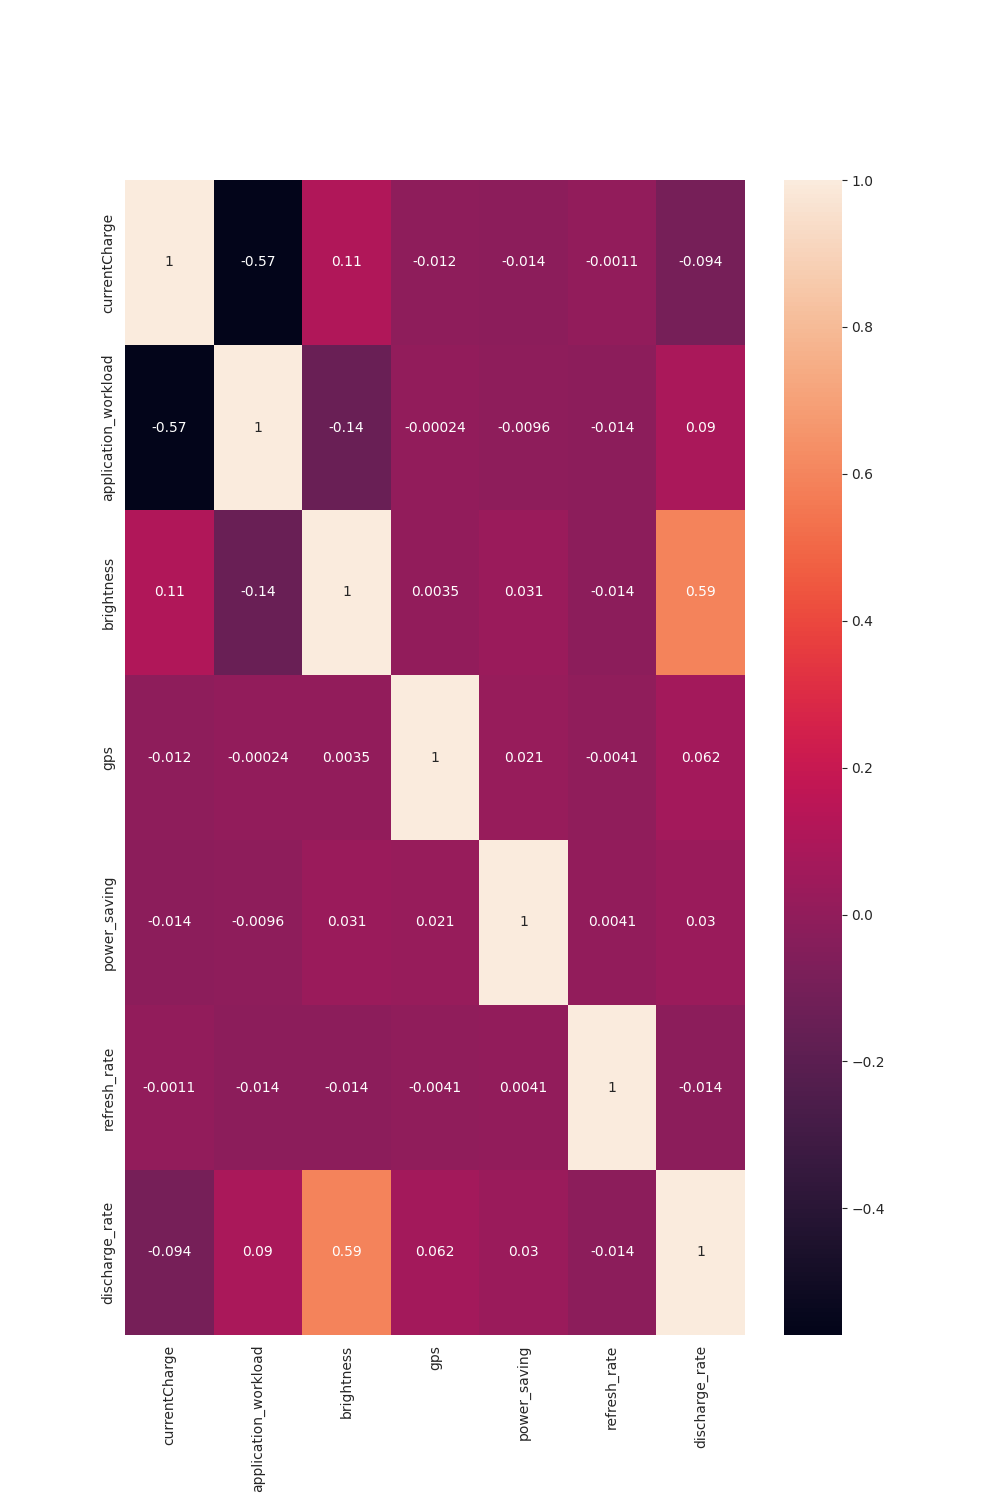 currentCharge 1 -0.57 0.11 -0.012 -0.014 -0.0011 -0.094
application_workload -0.57 1 -0.14 -0.00024 -0.0096 -0.014 0.09
brightness 0.11 -0.14 1 0.0035 0.031 -0.014 0.59
gps -0.012 -0.00024 0.0035 1 0.021 -0.0041 0.062
power_saving -0.014 -0.0096 0.031 0.021 1 0.0041 0.03
refresh_rate -0.0011 -0.014 -0.014 -0.0041 0.0041 1 -0.014
discharge_rate -0.094 0.09 0.59 0.062 0.03 -0.014 1
currentCharge application_workload brightness gps power_saving refresh_rate discharge_rate
1.0
0.8
0.6
0.4
0.2
0.0
−0.2
−0.4